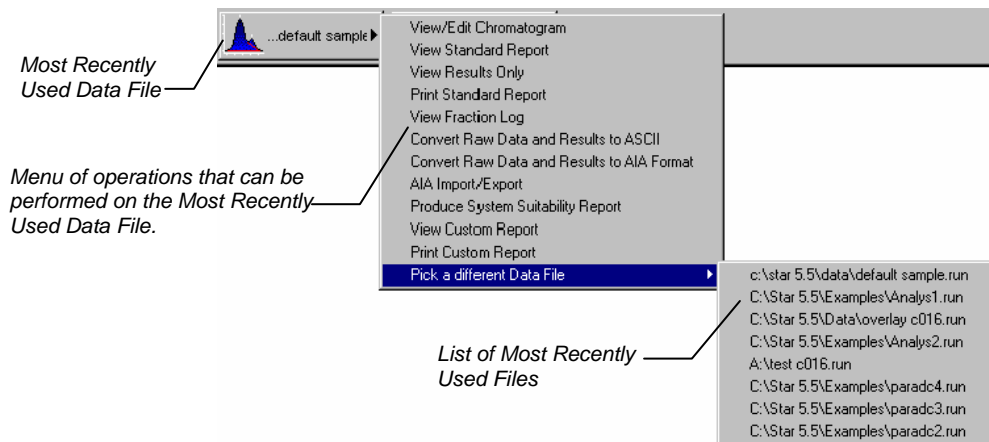 ...default sample
Most Recently
Used Data File
View/Edit Chromatogram
View Standard Report
View Results Only
Print Standard Report
View Fraction Log
Convert Raw Data and Results to ASCII
Convert Raw Data and Results to AIA Format
AIA Import/Export
Produce System Suitability Report
View Custom Report
Print Custom Report
Pick a different Data File
Menu of operations that can be
performed on the Most Recently
Used Data File.
c:\star 5.5\data\default sample.run
C:\Star 5.5\Examples\Analys1.run
C:\Star 5.5\Data\overlay c016.run
C:\Star 5.5\Examples\Analys2.run
A:\test c016.run
C:\Star 5.5\Examples\paradc4.run
C:\Star 5.5\Examples\paradc3.run
C:\Star 5.5\Examples\paradc2.run
List of Most Recently
Used Files